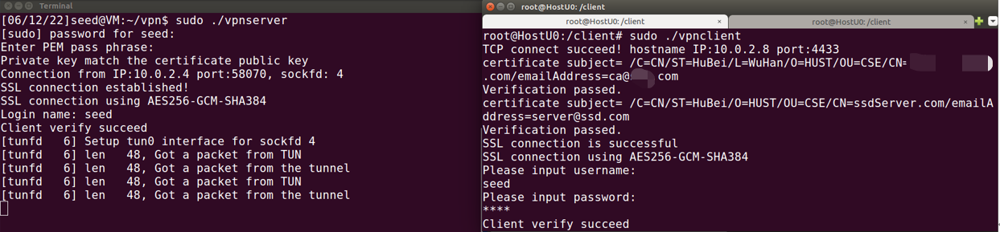 Terminal
[06/12/22]seed@VM:~/vpn$ sudo ./vpnserver
[sudo] password for seed:
Enter PEM pass phrase:
Private key match the certificate public key
Connection from IP:10.0.2.4 port:58070, sockfd: 4
SSL connection established!
SSL connection using AES256-GCM-SHA384
Login name: seed
Client verify succeed
[tunfd   6] Setup tun0 interface for sockfd 4
[tunfd   6] len   48, Got a packet from TUN
[tunfd   6] len   48, Got a packet from the tunnel
[tunfd   6] len   48, Got a packet from TUN
[tunfd   6] len   48, Got a packet from the tunnel
root@HostU0: /client
root@HostU0: /client × root@HostU0: /client ×
root@HostU0:/client# sudo ./vpnclient
TCP connect succeed! hostname IP:10.0.2.8 port:4433
certificate subject= /C=CN/ST=HuBei/L=WuHan/O=HUST/OU=CSE/CN=
.com/emailAddress=ca@ com
Verification passed.
certificate subject= /C=CN/ST=HuBei/O=HUST/OU=CSE/CN=ssdServer.com/emailA
ddress=server@ssd.com
Verification passed.
SSL connection is successful
SSL connection using AES256-GCM-SHA384
Please input username:
seed
Please input password:
****
Client verify succeed